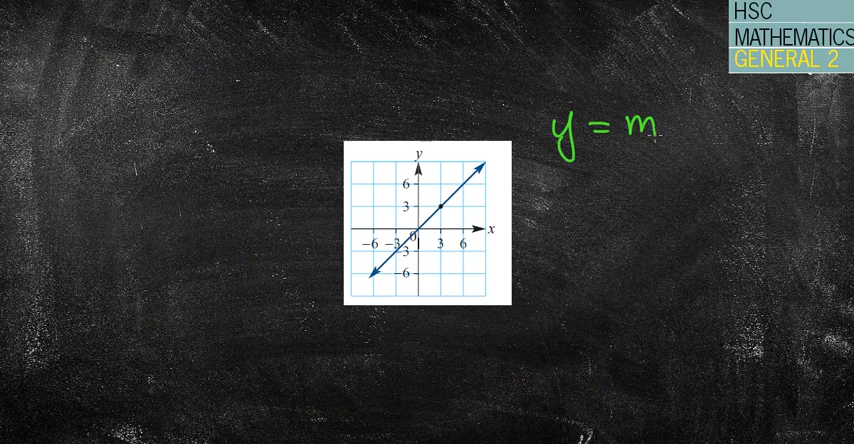 HSC
MATHEMATICS
GENERAL 2
y = m
y
6
3
0
x
-6 -3 3 6
-3
-6